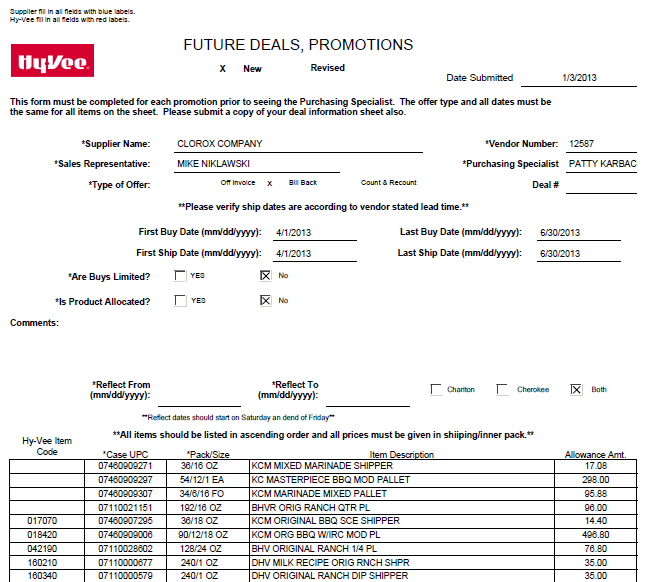 Supplier fill in all fields with blue labels.
Hy-Vee fill in all fields with red labels.
HyVee
FUTURE DEALS, PROMOTIONS
X New Revised
Date Submitted 1/3/2013
This form must be completed for each promotion prior to seeing the Purchasing Specialist. The offer type and all dates must be
the same for all items on the sheet. Please submit a copy of your deal information sheet also.
*Supplier Name: CLOROX COMPANY *Vendor Number: 12587
*Sales Representative: MIKE NIKLAWSKI *Purchasing Specialist PATTY KARBAC
*Type of Offer: Off Invoice x Bill Back Count & Recount Deal #
**Please verify ship dates are according to vendor stated lead time.**
First Buy Date (mm/dd/yyyy): 4/1/2013 Last Buy Date (mm/dd/yyyy): 6/30/2013
First Ship Date (mm/dd/yyyy): 4/1/2013 Last Ship Date (mm/dd/yyyy): 6/30/2013
*Are Buys Limited? YES No
*Is Product Allocated? YES No
Comments:
*Reflect From *Reflect To Chariton Cherokee Both
(mm/dd/yyyy): (mm/dd/yyyy):
**Reflect dates should start on Saturday an dend of Friday**
**All items should be listed in ascending order and all prices must be given in shiiping/inner pack.**
Hy-Vee Item
Code *Case UPC *Pack/Size Item Description Allowance Amt.
07460909271 36/16 OZ KCM MIXED MARINADE SHIPPER 17.08
07460909297 54/12/1 EA KC MASTERPIECE BBQ MOD PALLET 298.00
07460909307 34/6/16 FO KCM MARINADE MIXED PALLET 95.88
07110021151 192/16 OZ BHVR ORIG RANCH QTR PL 96.00
017070 07460907295 36/18 OZ KCM ORIGINAL BBQ SCE SHIPPER 14.40
018420 07460909006 90/12/18 OZ KCM ORG BBQ W/IRC MOD PL 496.80
042190 07110028602 128/24 OZ BHV ORIGINAL RANCH 1/4 PL 76.80
160210 07110000677 240/1 OZ DHV MILK RECIPE ORIG RNCH SHPR 35.00
160340 07110000579 240/1 OZ DHV ORIGINAL RANCH DIP SHIPPER 35.00